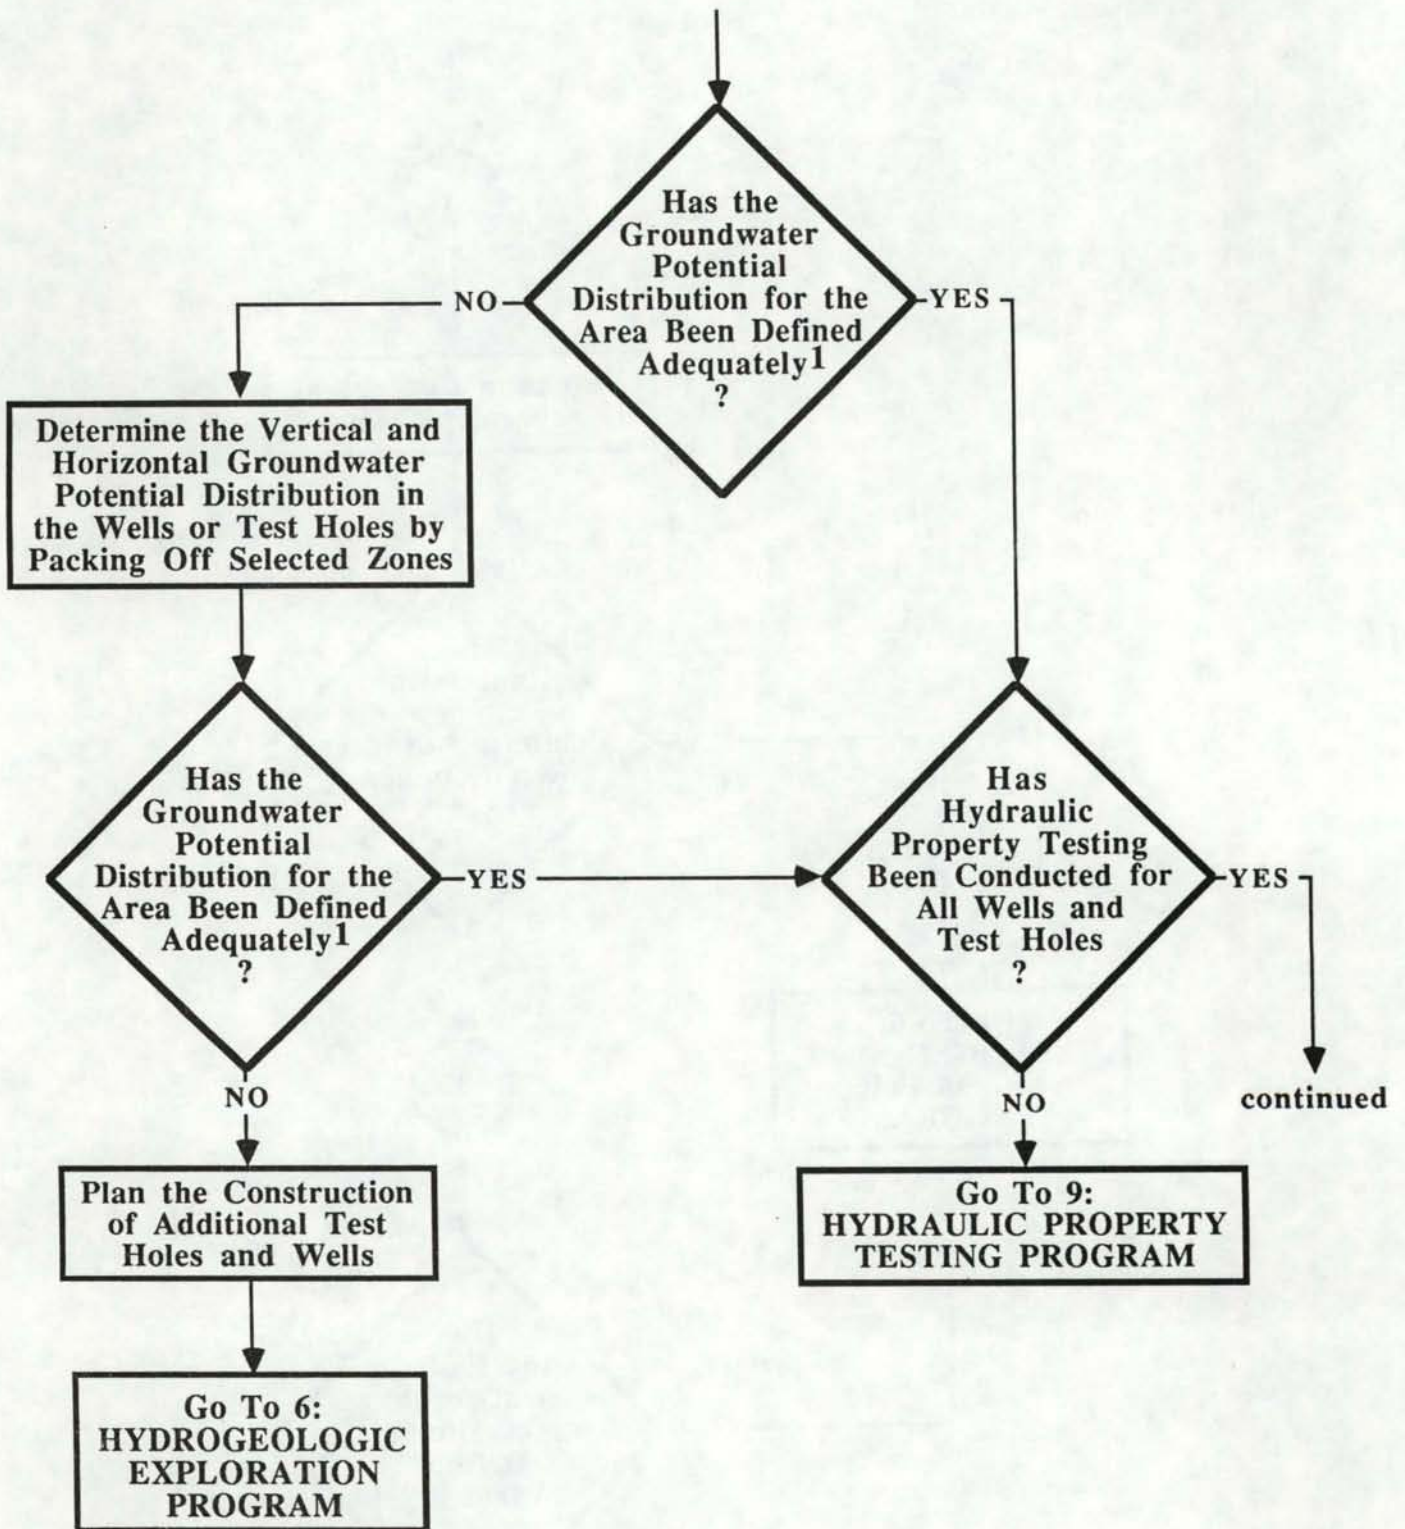 Has the
Groundwater
Potential
Distribution for the
Area Been Defined
Adequately1
?
NO
YES
Determine the Vertical and
Horizontal Groundwater
Potential Distribution in
the Wells or Test Holes by
Packing Off Selected Zones
Has the
Groundwater
Potential
Distribution for the
Area Been Defined
Adequately1
?
YES
Has
Hydraulic
Property Testing
Been Conducted for
All Wells and
Test Holes
?
YES
NO
NO
continued
Plan the Construction
of Additional Test
Holes and Wells
Go To 9:
HYDRAULIC PROPERTY
TESTING PROGRAM
Go To 6:
HYDROGEOLOGIC
EXPLORATION
PROGRAM